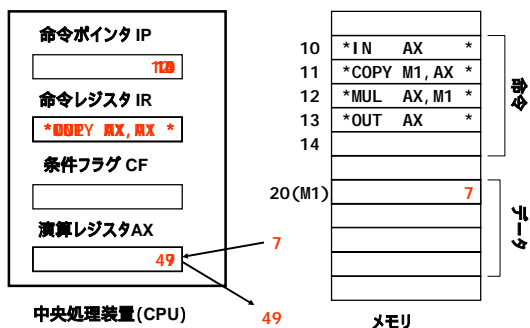 命令ポインタ IP
命令レジスタ IR
条件フラグ CF
演算レジスタAX
中央処理装置(CPU)
7
49
10 *IN AX *
11 *COPY M1,AX *
12 *MUL AX,M1 *
13 *OUT AX *
14
20(M1) 7
メモリ
命令
データ